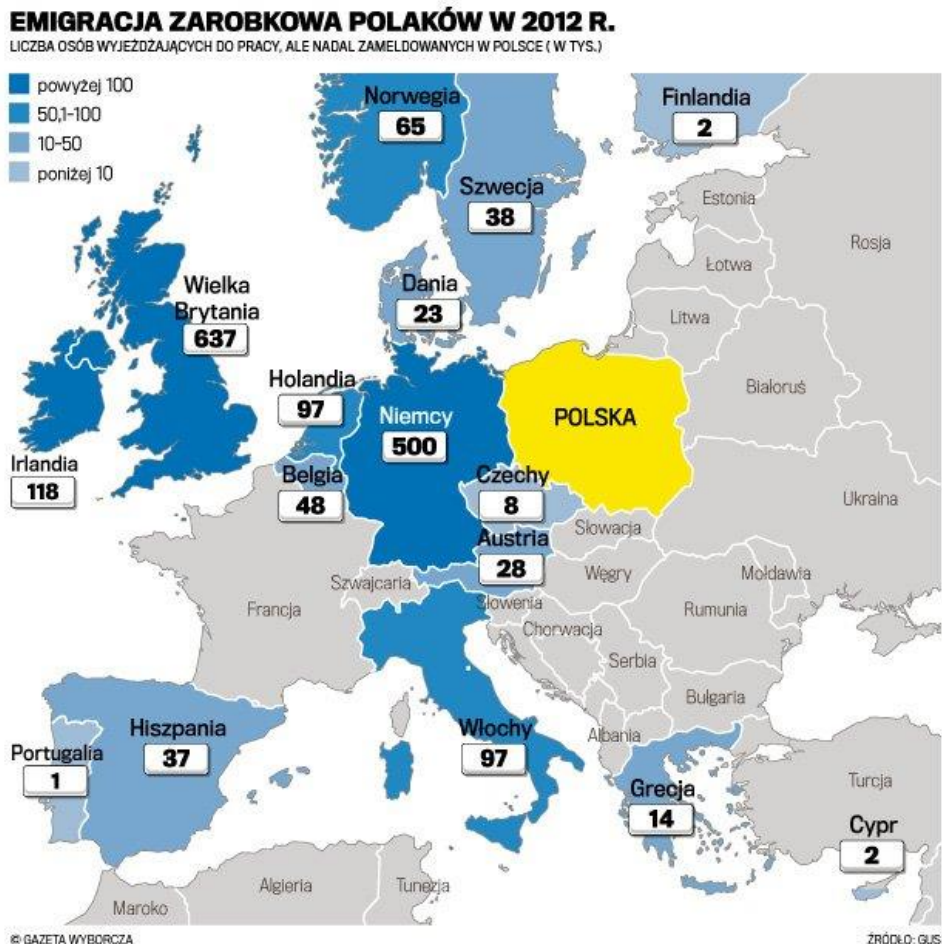 EMIGRACJA ZAROBKOWA POLAKÓW W 2012 R.
LICZBA OSÓB WYJEŻDŻAJĄCYCH DO PRACY, ALE NADAL ZAMELDOWANYCH W POLSCE ( W TYS.)
powyżej 100
50,1-100
10-50
poniżej 10
Norwegia
65
Finlandia
2
Szwecja
38
Estonia
Rosja
Łotwa
Dania
23
Litwa
Wielka
Brytania
637
Holandia
97
Niemcy
500
POLSKA
Białoruś
Irlandia
118
Belgia
48
Czechy
8
Ukraina
Słowacja
Austria
28
Szwajcaria
Węgry
Mołdawia
Francja
Słowenia
Rumunia
Chorwacja
Serbia
Bułgaria
Hiszpania
37
Włochy
97
Albania
Portugalia
1
Grecja
14
Turcja
Cypr
2
Algieria
Tunezja
Maroko
© GAZETA WYBORCZA
ŹRÓDŁO: GUS